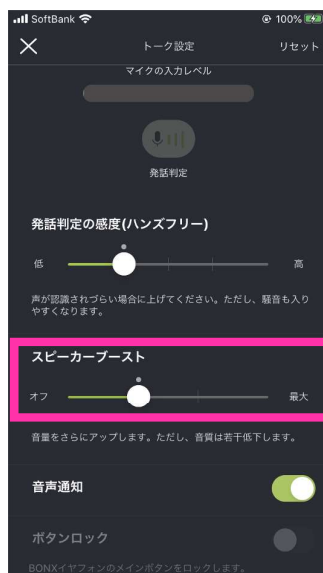 SoftBank 100%
トーク設定 リセット
マイクの入力レベル
発話判定
発話判定の感度(ハンズフリー)
低 高
声が認識されづらい場合に上げてください。ただし、騒音も入り
やすくなります。
スピーカーブースト
オフ 最大
音量をさらにアップします。ただし、音質は若干低下します。
音声通知
ボタンロック
BONXイヤフォンのメインボタンをロックします。